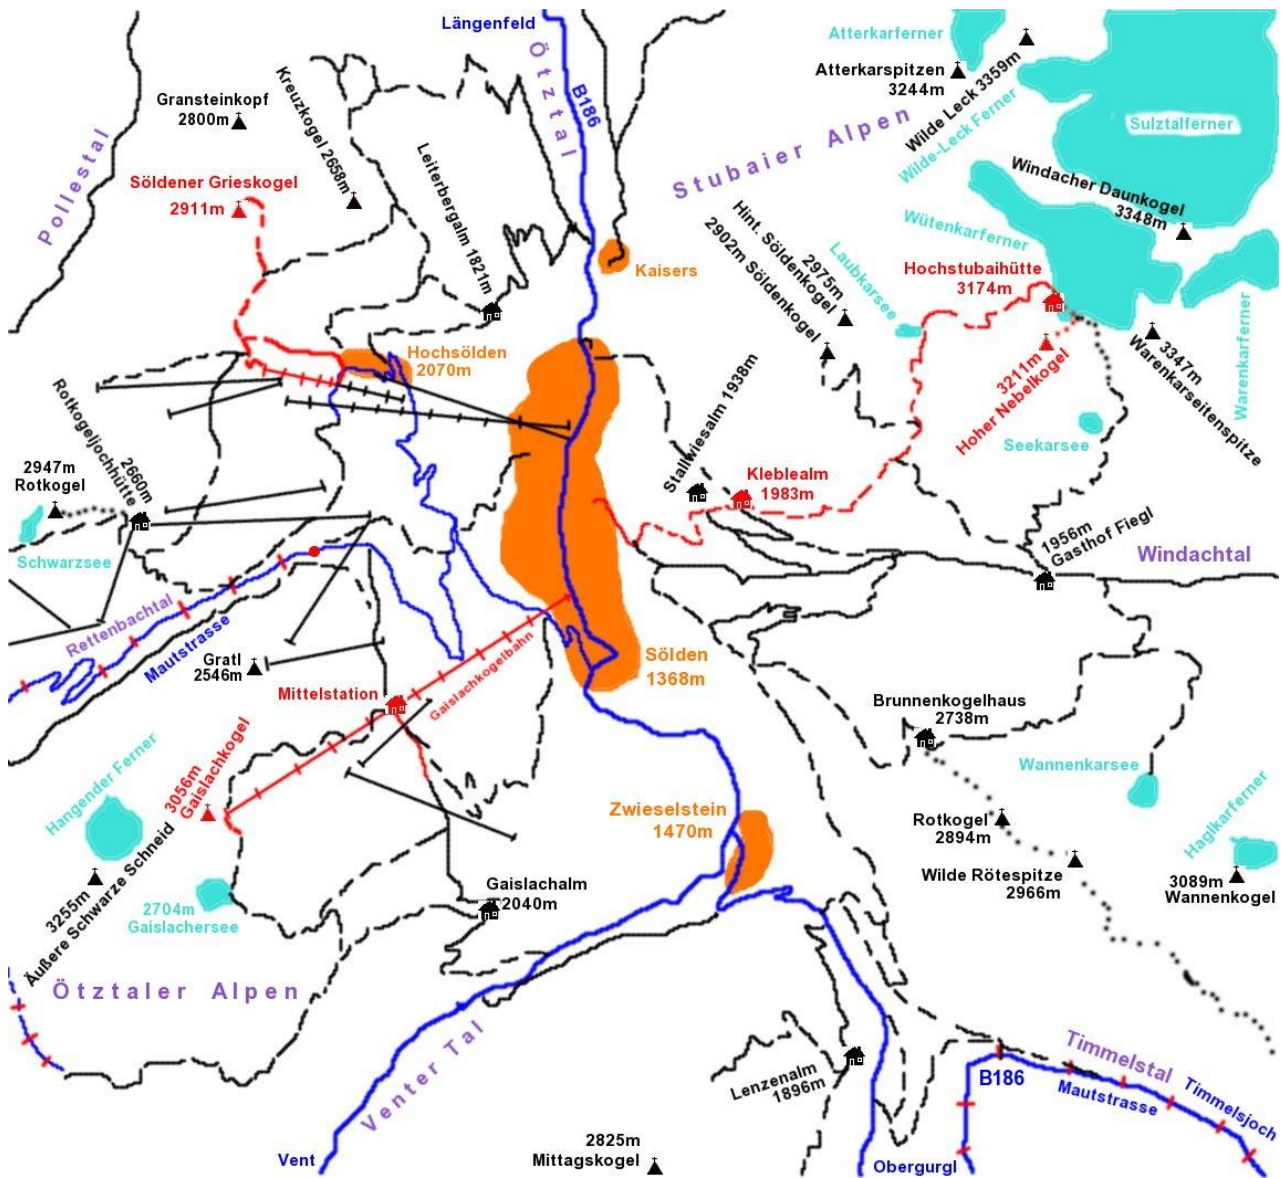 Längenfeld
Ötztal
B186
Atterkarferner
Atterkarspitzen
3244m
Wilde Leck 3359m
Wilde-Leck Ferner
Sulztalferner
Stubaier Alpen
Gransteinkopf
2800m
Kreuzkogel 2658m
Pollestal
Söldener Grieskogel
2911m
Leiterbergalm 1821m
Kaisers
Windacher Daunkogel
3348m
Wütenkarferner
Hochstubaihütte
3174m
Hint. Söldenkogel
2975m
2902m Söldenkogel
Laubkarsee
Warenkarferner
3347m
Warenkarseitenspitze
3211m
Hoher Nebelkogel
Seekarsee
Hochsölden
2070m
Rotkogeljochhütte
2660m
2947m
Rotkogel
Schwarzsee
Stallwiesalm 1938m
Kleblealm
1983m
1956m
Gasthof Fiegl
Windachtal
Rettenbachtal
Mautstrasse
Gratl
2546m
Mittelstation
Gaislachkogelbahn
Sölden
1368m
Brunnenkogelhaus
2738m
Wannenkarsee
Haglkarferner
Hangender Ferner
3056m
Gaislachkogel
Zwieselstein
1470m
Rotkogel
2894m
Wilde Rötespitze
2966m
3089m
Wannenkogel
3255m
Äußere Schwarze Schneid
2704m
Gaislachersee
Gaislachalm
2040m
Ötztaler Alpen
Venter Tal
Lenzenalm
1896m
Timmelstal
B186
Mautstrasse
Timmelsjoch
2825m
Mittagskogel
Vent
Obergurgl